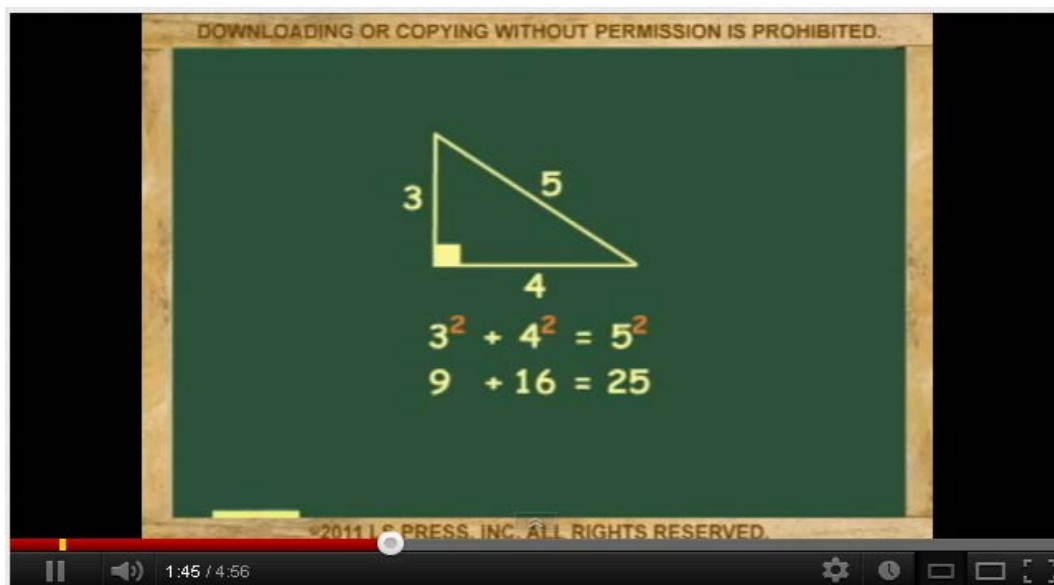 DOWNLOADING OR COPYING WITHOUT PERMISSION IS PROHIBITED.
3
5
4
3² + 4² = 5²
9 + 16 = 25
©2011 LS PRESS, INC. ALL RIGHTS RESERVED.
1:45 / 4:56